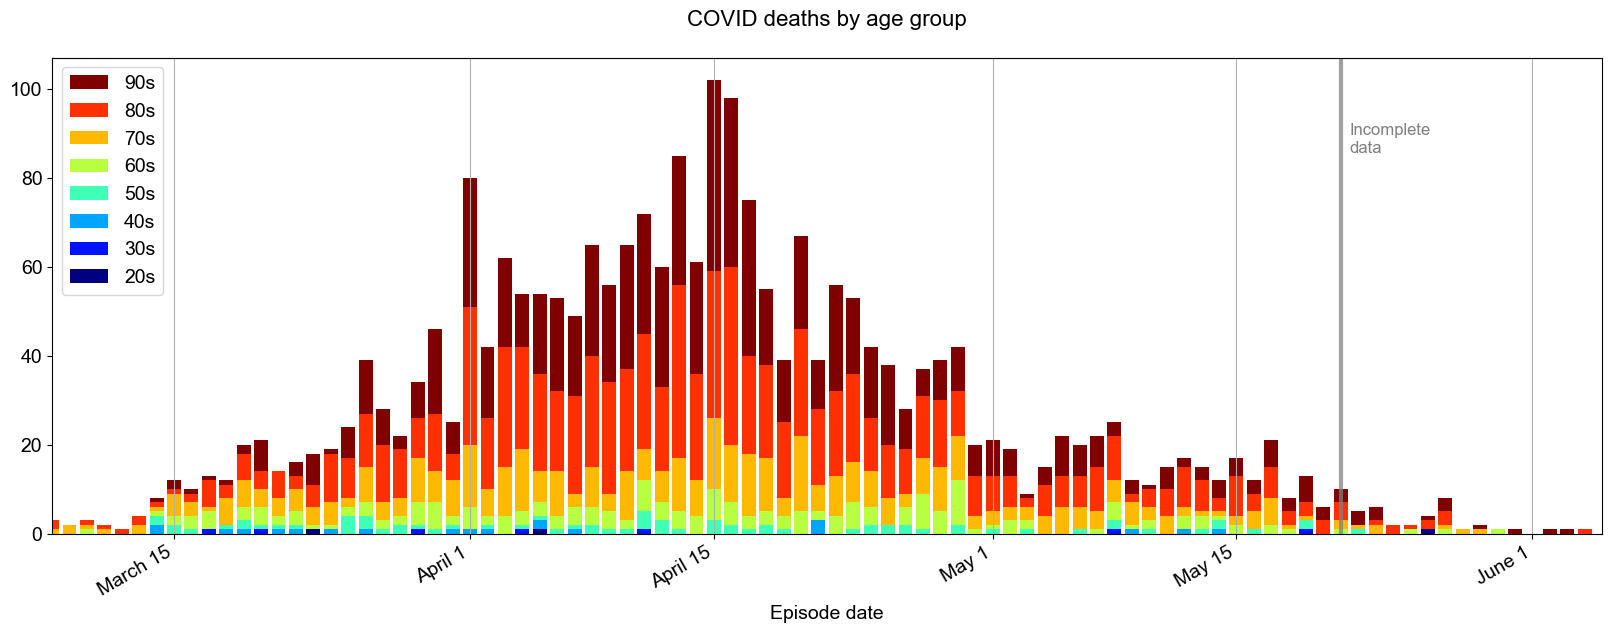 COVID deaths by age group
100
80
60
40
20
0
90s
80s
70s
60s
50s
40s
30s
20s
Incomplete
data
March 15
April 1
April 15
May 1
May 15
June 1
Episode date